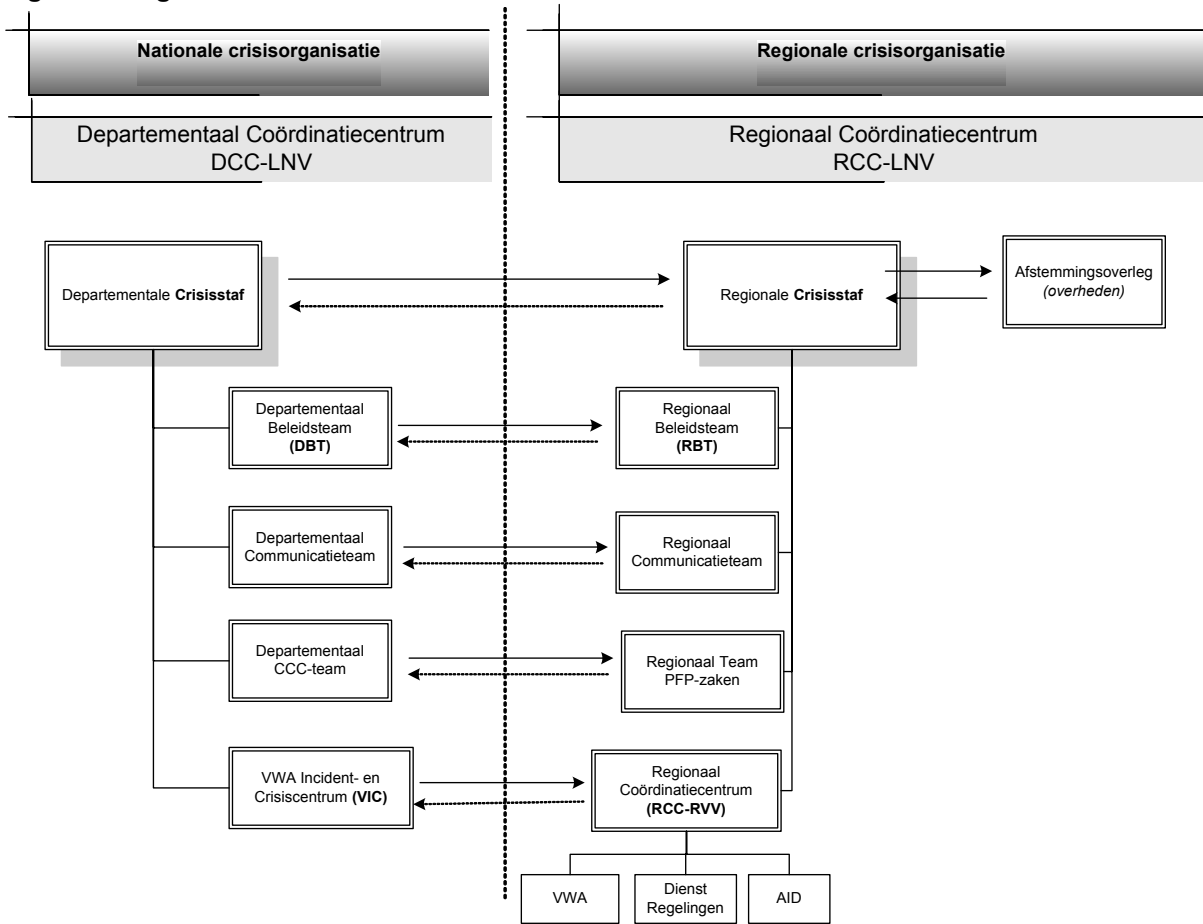 Nationale crisisorganisatie
Regionale crisisorganisatie
Departementaal Coördinatiecentrum
DCC-LNV
Regionaal Coördinatiecentrum
RCC-LNV
Departementale Crisisstaf
Regionale Crisisstaf
Afstemmingsoverleg
(overheden)
Departementaal
Beleidsteam
(DBT)
Regionaal
Beleidsteam
(RBT)
Departementaal
Communicatieteam
Regionaal
Communicatieteam
Departementaal
CCC-team
Regionaal Team
PFP-zaken
VWA Incident- en
Crisiscentrum (VIC)
Regionaal
Coördinatiecentrum
(RCC-RVV)
VWA
Dienst
Regelingen
AID